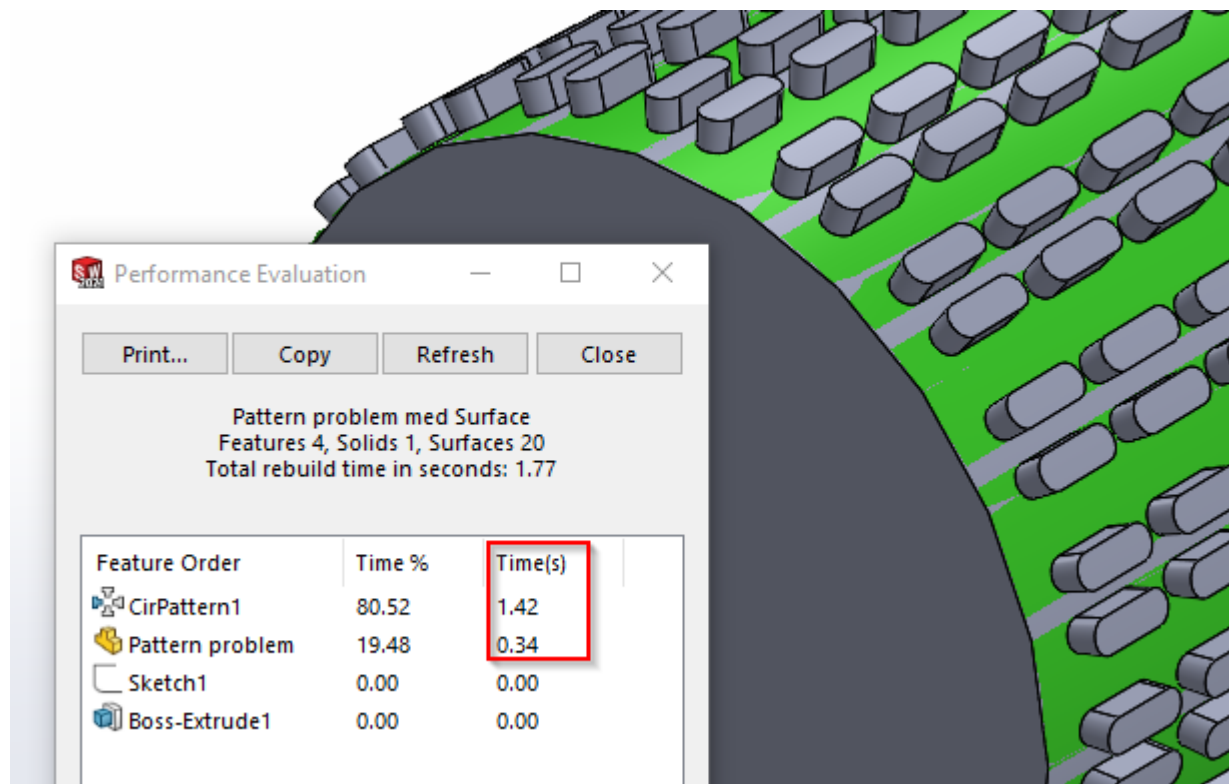 Performance Evaluation
Print... Copy Refresh Close
Pattern problem med Surface
Features 4, Solids 1, Surfaces 20
Total rebuild time in seconds: 1.77
Feature Order Time % Time(s)
CirPattern1 80.52 1.42
Pattern problem 19.48 0.34
Sketch1 0.00 0.00
Boss-Extrude1 0.00 0.00